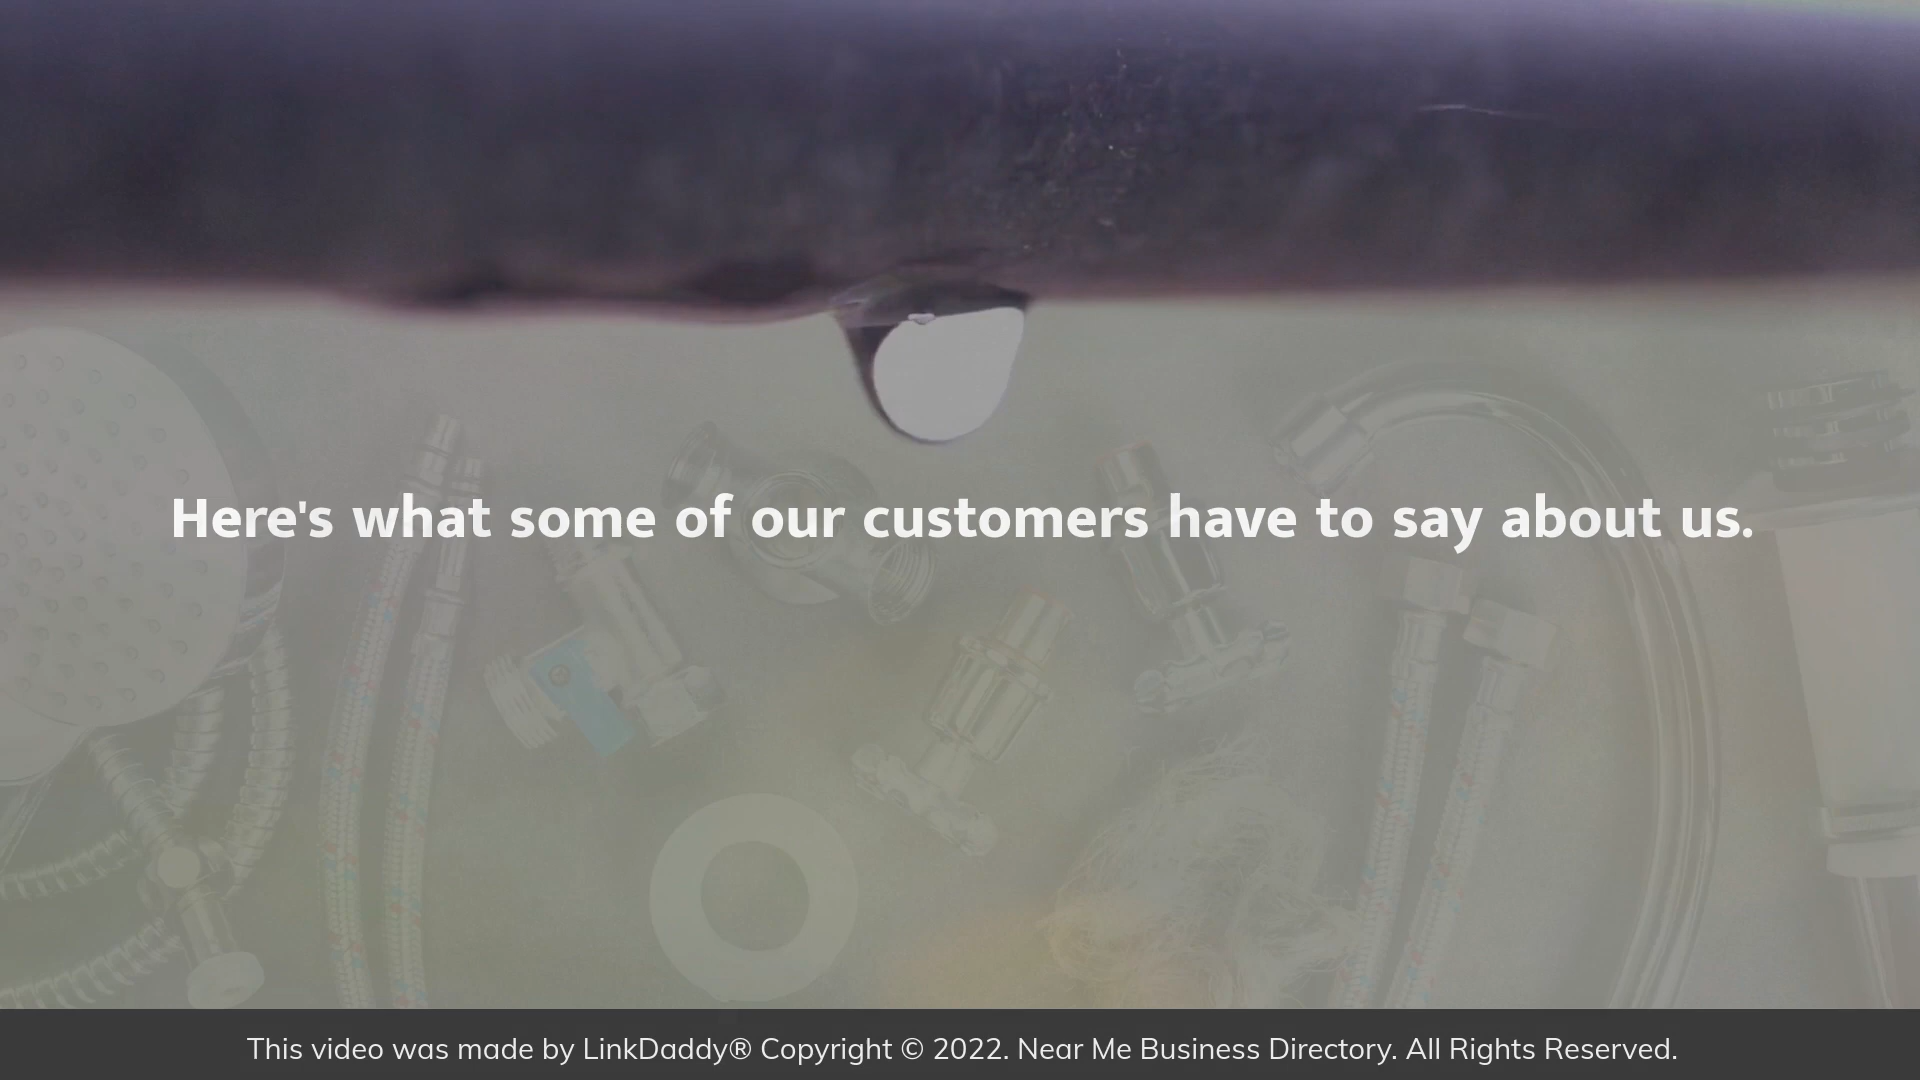 Here's what some of our customers have to say about us.
This video was made by LinkDaddy® Copyright © 2022. Near Me Business Directory. All Rights Reserved.